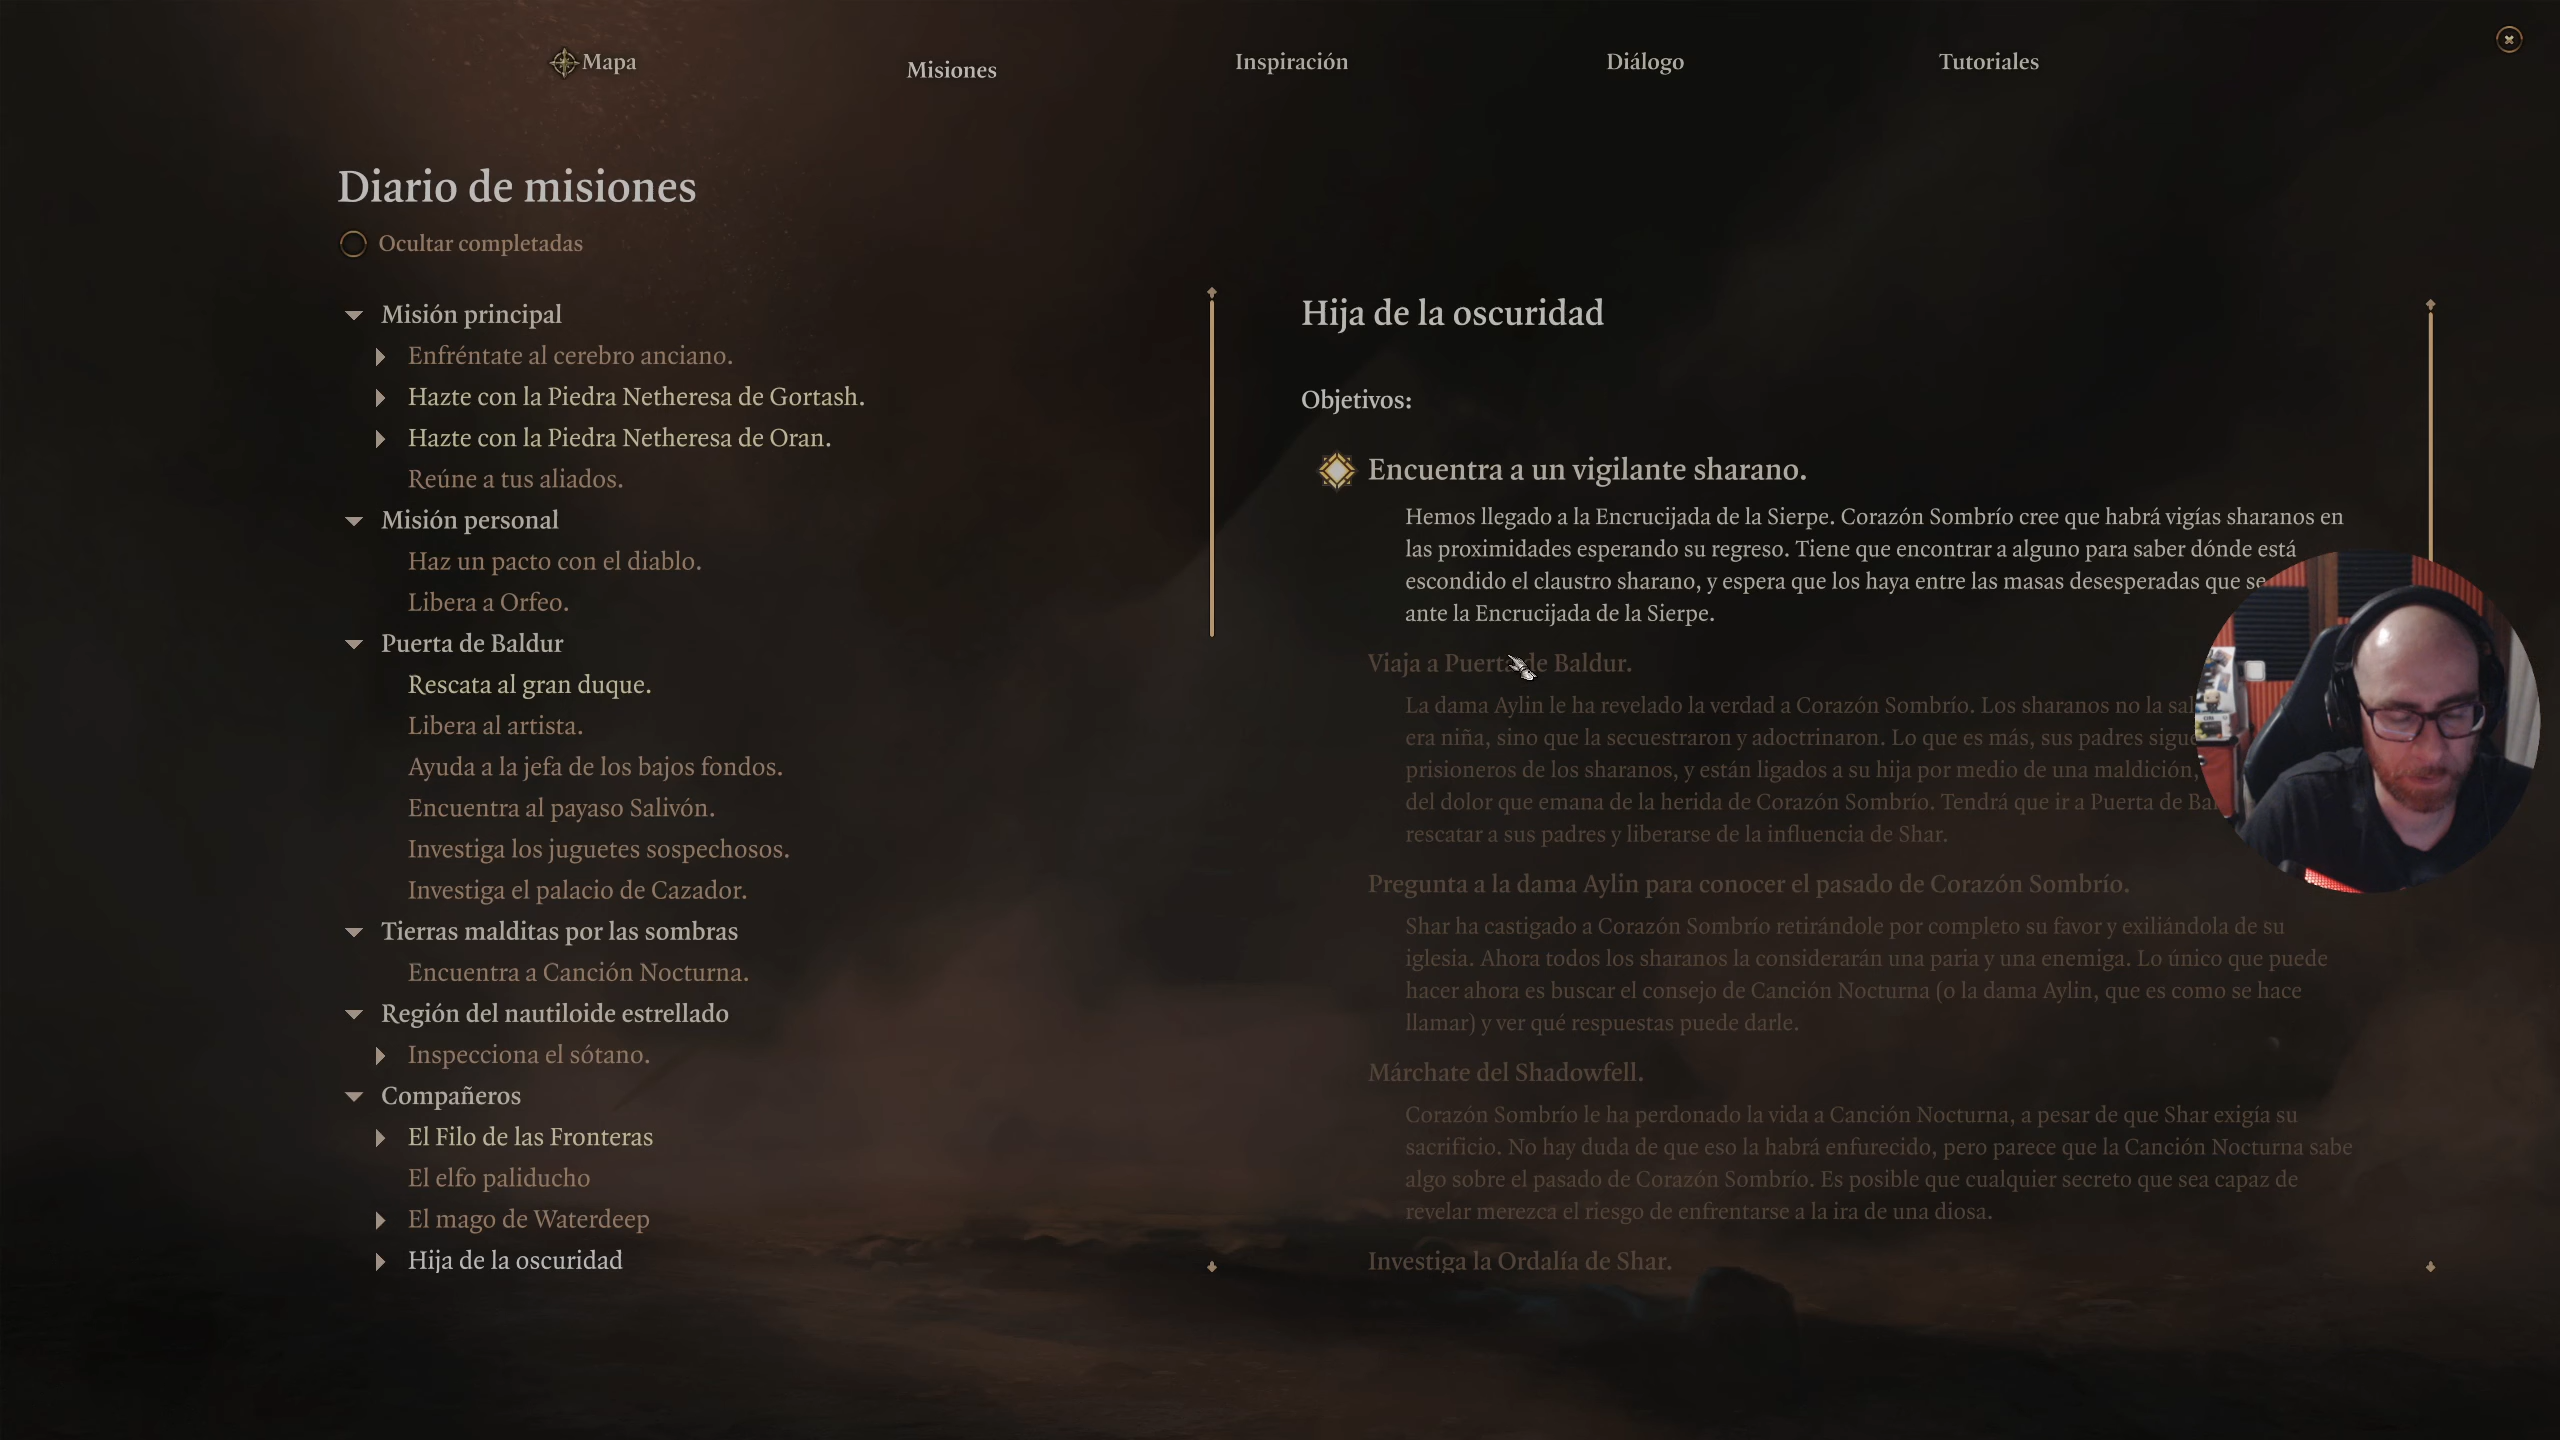 Mapa
Misiones
Inspiración
Diálogo
Tutoriales
Diario de misiones
Ocultar completadas
Misión principal
Enfréntate al cerebro anciano.
Hazte con la Piedra Netheresa de Gortash.
Hazte con la Piedra Netheresa de Oran.
Reúne a tus aliados.
Misión personal
Haz un pacto con el diablo.
Libera a Orfeo.
Puerta de Baldur
Rescata al gran duque.
Libera al artista.
Ayuda a la jefa de los bajos fondos.
Encuentra al payaso Salivón.
Investiga los juguetes sospechosos.
Investiga el palacio de Cazador.
Tierras malditas por las sombras
Encuentra a Canción Nocturna.
Región del nautiloide estrellado
Inspecciona el sótano.
Compañeros
El Filo de las Fronteras
El elfo paliducho
El mago de Waterdeep
Hija de la oscuridad
Hija de la oscuridad
Objetivos:
Encuentra a un vigilante sharano.
Hemos llegado a la Encrucijada de la Sierpe. Corazón Sombrío cree que habrá vigías sharanos en
las proximidades esperando su regreso. Tiene que encontrar a alguno para saber dónde está
escondido el claustro sharano, y espera que los haya entre las masas desesperadas que se
ante la Encrucijada de la Sierpe.
Viaja a Puerta de Baldur.
La dama Aylin le ha revelado la verdad a Corazón Sombrío. Los sharanos no la
era niña, sino que la secuestraron y adoctrinaron. Lo que es más, sus padres
prisioneros de los sharanos, y están ligados a su hija por medio de una maldición,
del dolor que emana de la herida de Corazón Sombrío. Tendrá que ir a Puerta de
rescatar a sus padres y liberarse de la influencia de Shar.
Pregunta a la dama Aylin para conocer el pasado de Corazón Sombrío.
Shar ha castigado a Corazón Sombrío retirándole por completo su favor y exiliándola de su
iglesia. Ahora todos los sharanos la considerarán una paria y una enemiga. Lo único que puede
hacer ahora es buscar el consejo de Canción Nocturna (o la dama Aylin, que es como se hace
llamar) y ver qué respuestas puede darle.
Márchate del Shadowfell.
Corazón Sombrío le ha perdonado la vida a Canción Nocturna, a pesar de que Shar exigía su
sacrificio. No hay duda de que eso la habrá enfurecido, pero parece que la Canción Nocturna sabe
algo sobre el pasado de Corazón Sombrío. Es posible que cualquier secreto que sea capaz de
revelar merezca el riesgo de enfrentarse a la ira de una diosa.
Investiga la Ordalía de Shar.